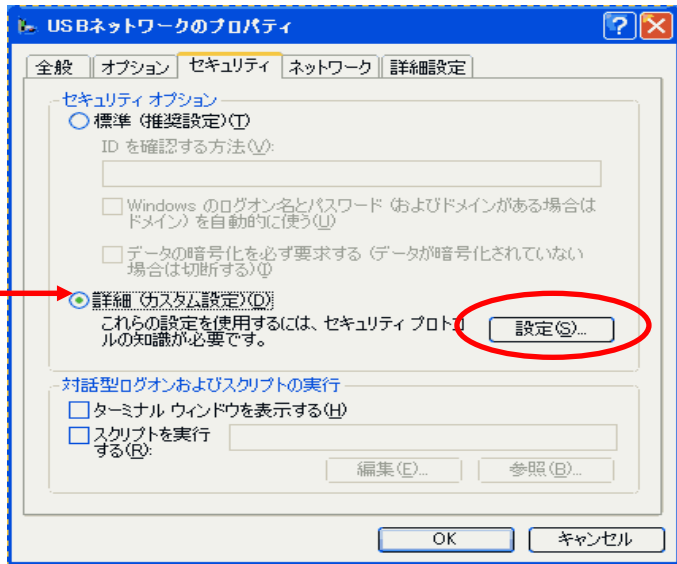 USBネットワークのプロパティ
全般 オプション セキュリティ ネットワーク 詳細設定
セキュリティ オプション
標準 (推奨設定)(T)
ID を確認する方法(V):
Windows のログオン名とパスワード (およびドメインがある場合は
ドメイン) を自動的に使う(U)
データの暗号化を必ず要求する (データが暗号化されていない
場合は切断する)(I)
詳細 (カスタム設定)(D)
これらの設定を使用するには、セキュリティ プロトコ
ルの知識が必要です。
設定(S)...
対話型ログオンおよびスクリプトの実行
ターミナル ウィンドウを表示する(H)
スクリプトを実行
する(R):
編集(E)... 参照(B)...
OK キャンセル